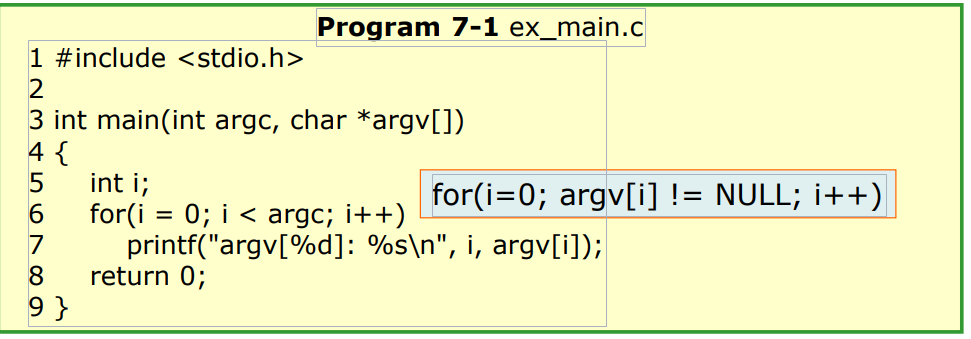 Program 7-1 ex_main.c
1 #include <stdio.h>
2
3 int main(int argc, char *argv[])
4 {
5 int i;
for(i=0; argv[i] != NULL; i++)
6 for(i = 0; i < argc; i++)
7 printf("argv[%d]: %s\n", i, argv[i]);
8 return 0;
9 }